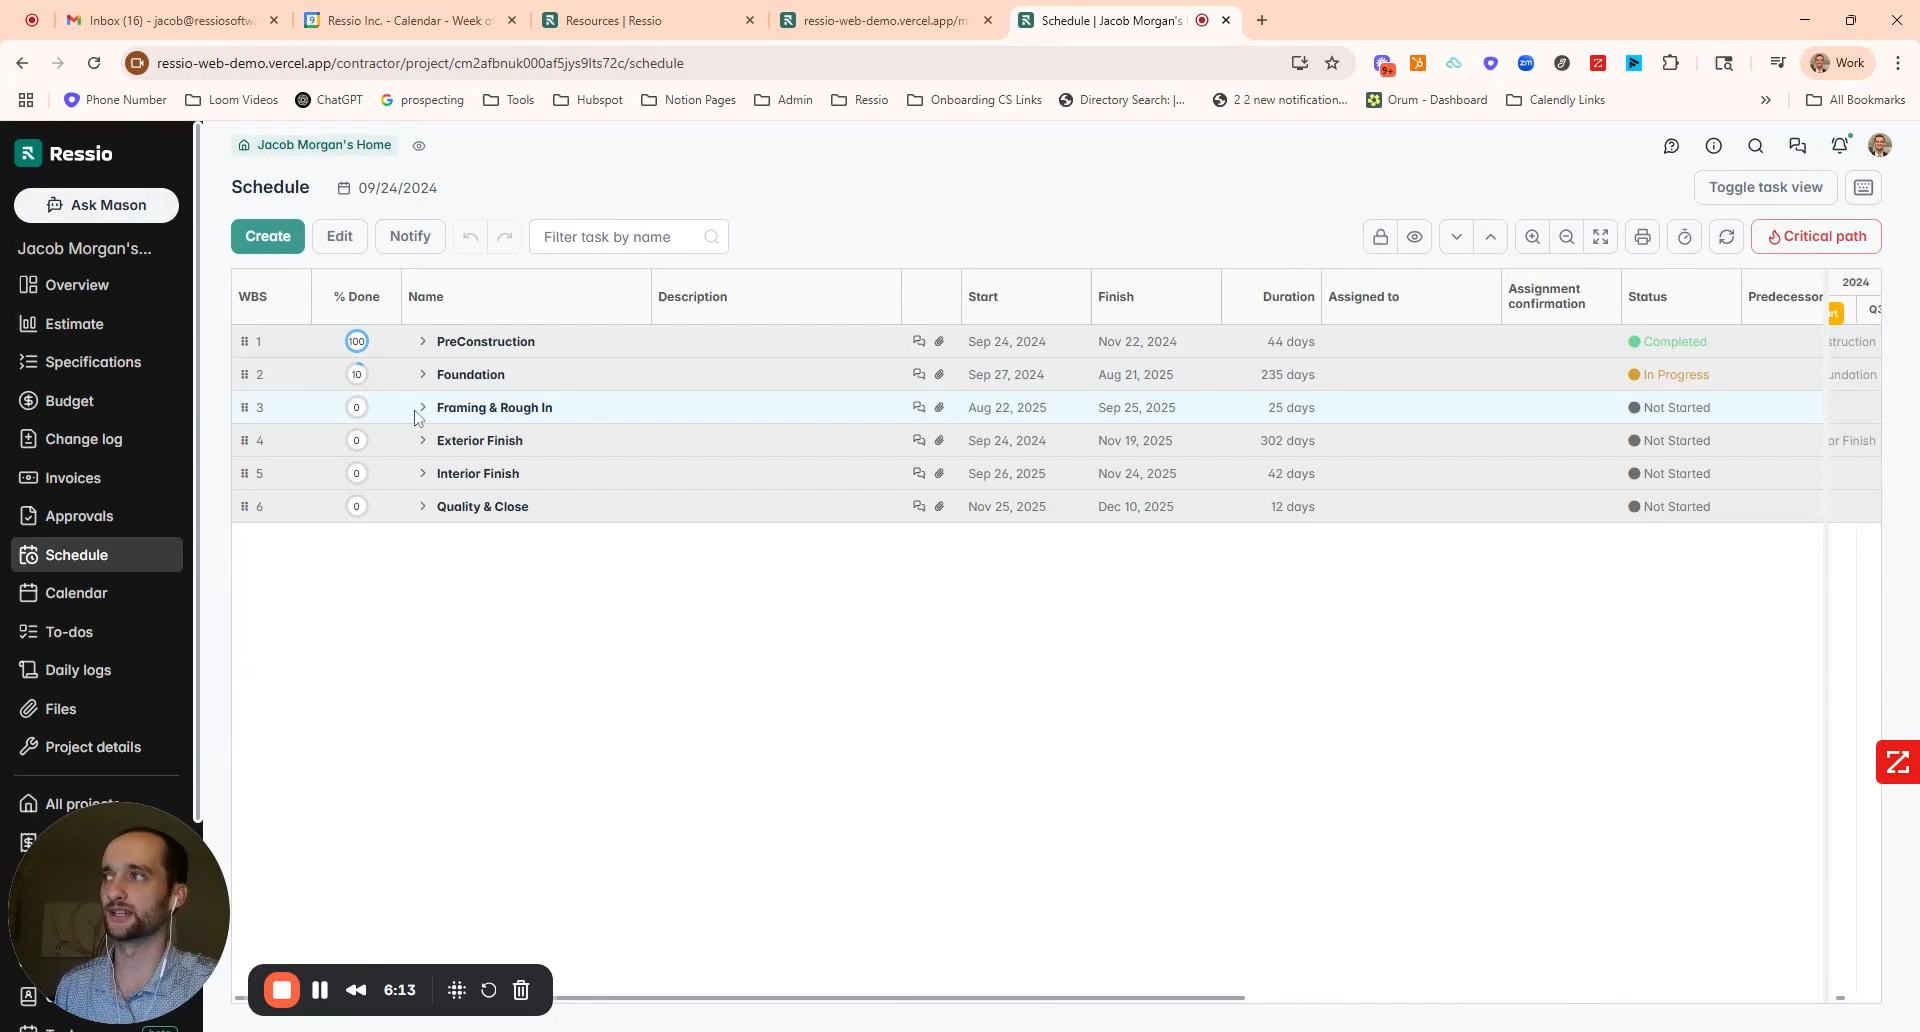 Inbox (16) - jacob@ressiosoftw
Ressio Inc. - Calendar - Week o
Resources | Ressio
ressio-web-demo.vercel.app/m
Schedule | Jacob Morgan's
ressio-web-demo.vercel.app/contractor/project/cm2afbnuk000af5jys9lts72c/schedule
9+
zm
Work
Phone Number
Loom Videos
ChatGPT
prospecting
Tools
Hubspot
Notion Pages
Admin
Ressio
Onboarding CS Links
Directory Search: |...
2 2 new notification...
Orum - Dashboard
Calendly Links
All Bookmarks
Ressio
Ask Mason
Jacob Morgan's...
Overview
Estimate
Specifications
Budget
Change log
Invoices
Approvals
Schedule
Calendar
To-dos
Daily logs
Files
Project details
All projects
Jacob Morgan's Home
Schedule
09/24/2024
Toggle task view
Create
Edit
Notify
Filter task by name
Critical path
WBS
% Done
Name
Description
Start
Finish
Duration
Assigned to
Assignment
confirmation
Status
Predecessor
2024
Q3
1 100 PreConstruction Sep 24, 2024 Nov 22, 2024 44 days Completed struction
2 10 Foundation Sep 27, 2024 Aug 21, 2025 235 days In Progress undation
3 0 Framing & Rough In Aug 22, 2025 Sep 25, 2025 25 days Not Started
4 0 Exterior Finish Sep 24, 2024 Nov 19, 2025 302 days Not Started or Finish
5 0 Interior Finish Sep 26, 2025 Nov 24, 2025 42 days Not Started
6 0 Quality & Close Nov 25, 2025 Dec 10, 2025 12 days Not Started
6:13